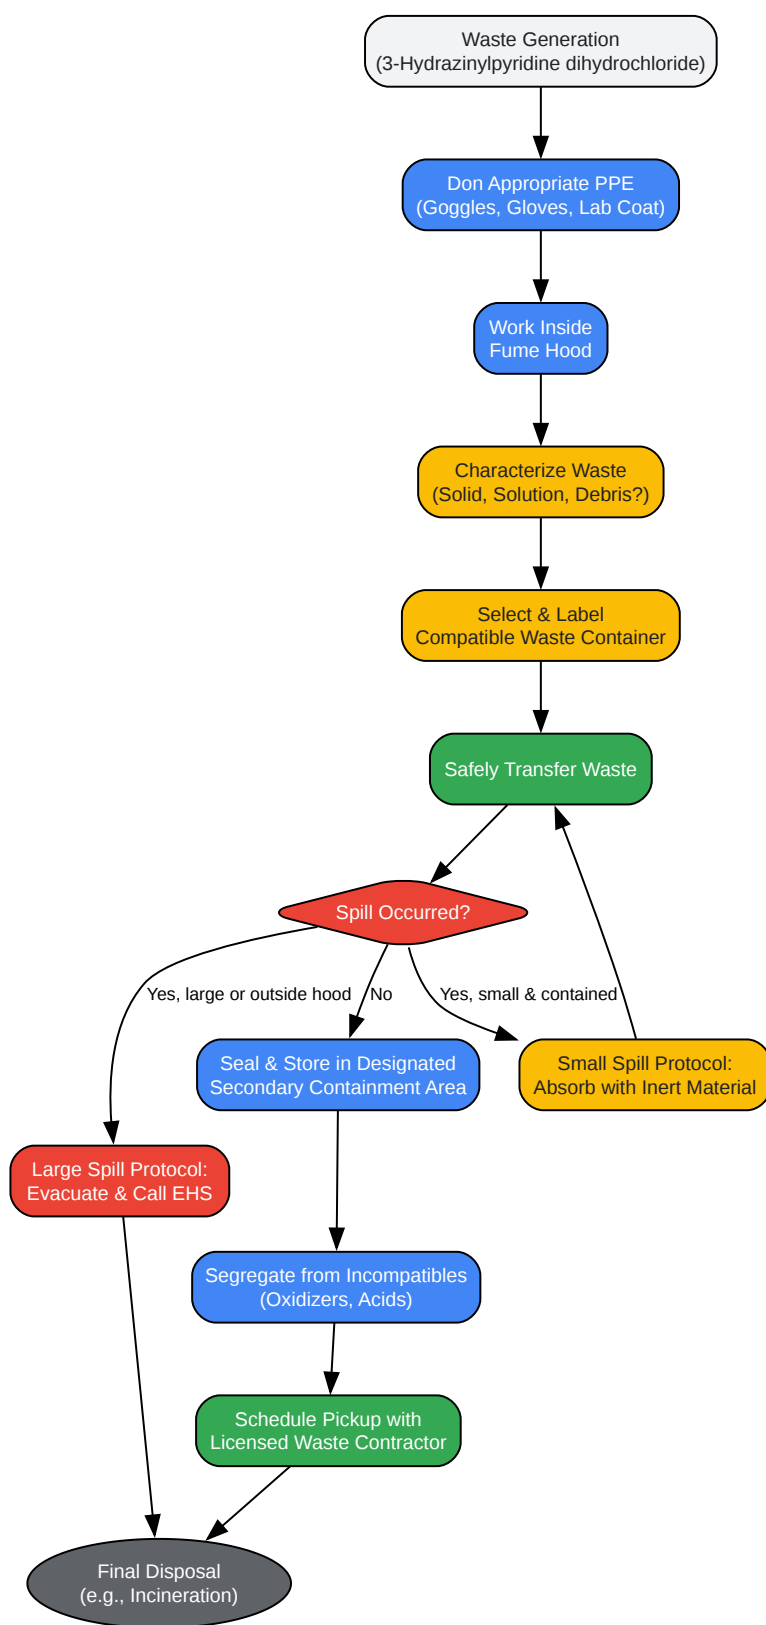 Waste Generation
(3-Hydrazinylpyridine dihydrochloride)
Don Appropriate PPE
(Goggles, Gloves, Lab Coat)
Work Inside
Fume Hood
Characterize Waste
(Solid, Solution, Debris?)
Select & Label
Compatible Waste Container
Safely Transfer Waste
Spill Occurred?
Yes, large or outside hood
No
Yes, small & contained
Seal & Store in Designated
Secondary Containment Area
Small Spill Protocol:
Absorb with Inert Material
Large Spill Protocol:
Evacuate & Call EHS
Segregate from Incompatibles
(Oxidizers, Acids)
Schedule Pickup with
Licensed Waste Contractor
Final Disposal
(e.g., Incineration)